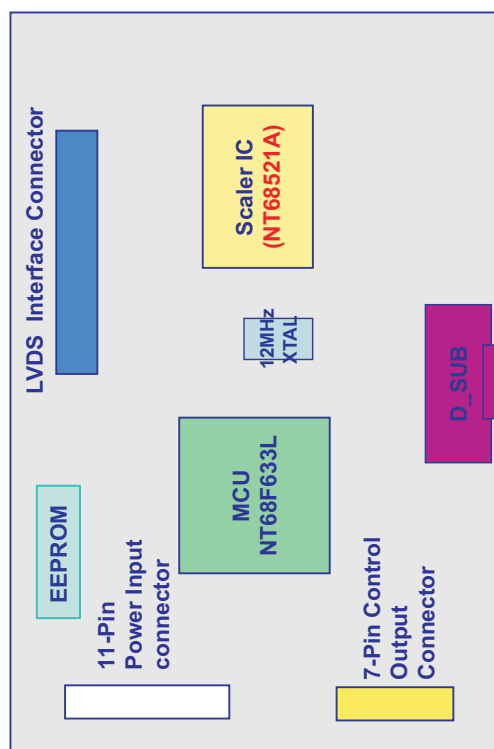 LVDS Interface Connector
Scaler IC
(NT68521A)
12MHz
XTAL
D_SUB
MCU
NT68F633L
EEPROM
11-Pin
Power Input
connector
7-Pin Control
Output
Connector